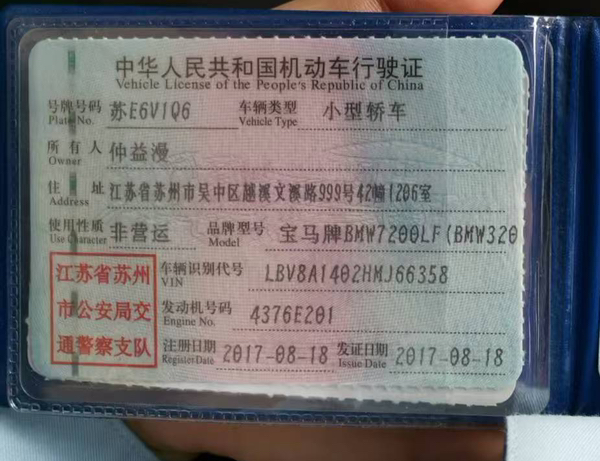 中华人民共和国机动车行驶证
Vehicle License of the People's Republic of China
号牌号码 Plate No. 苏E6V1Q6 车辆类型 Vehicle Type 小型轿车
所有人 Owner 仲益漫
住址 Address 江苏省苏州市吴中区越溪文溪路999号42幢1206室
使用性质 Use Character 非营运 品牌型号 Model 宝马牌BMW7200LF(BMW320
江苏省苏州
市公安局交
通警察支队
车辆识别代号 VIN LBV8A1402HMJ66358
发动机号码 Engine No. 4376E201
注册日期 Register Date 2017-08-18 发证日期 Issue Date 2017-08-18